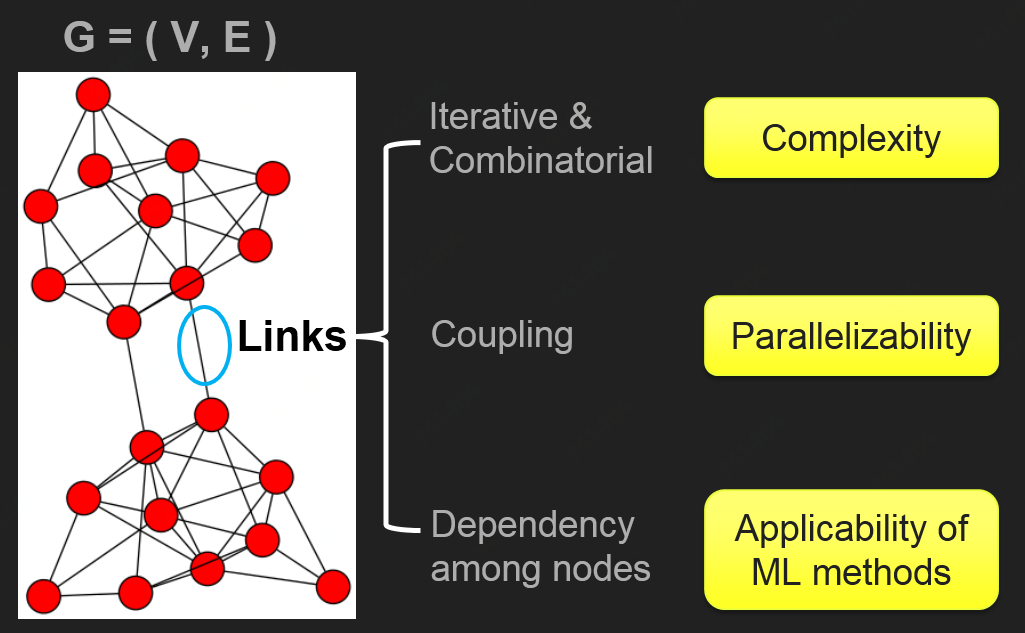 G = ( V, E )
Iterative &
Combinatorial
Complexity
Links
Coupling
Parallelizability
Dependency
among nodes
Applicability of
ML methods